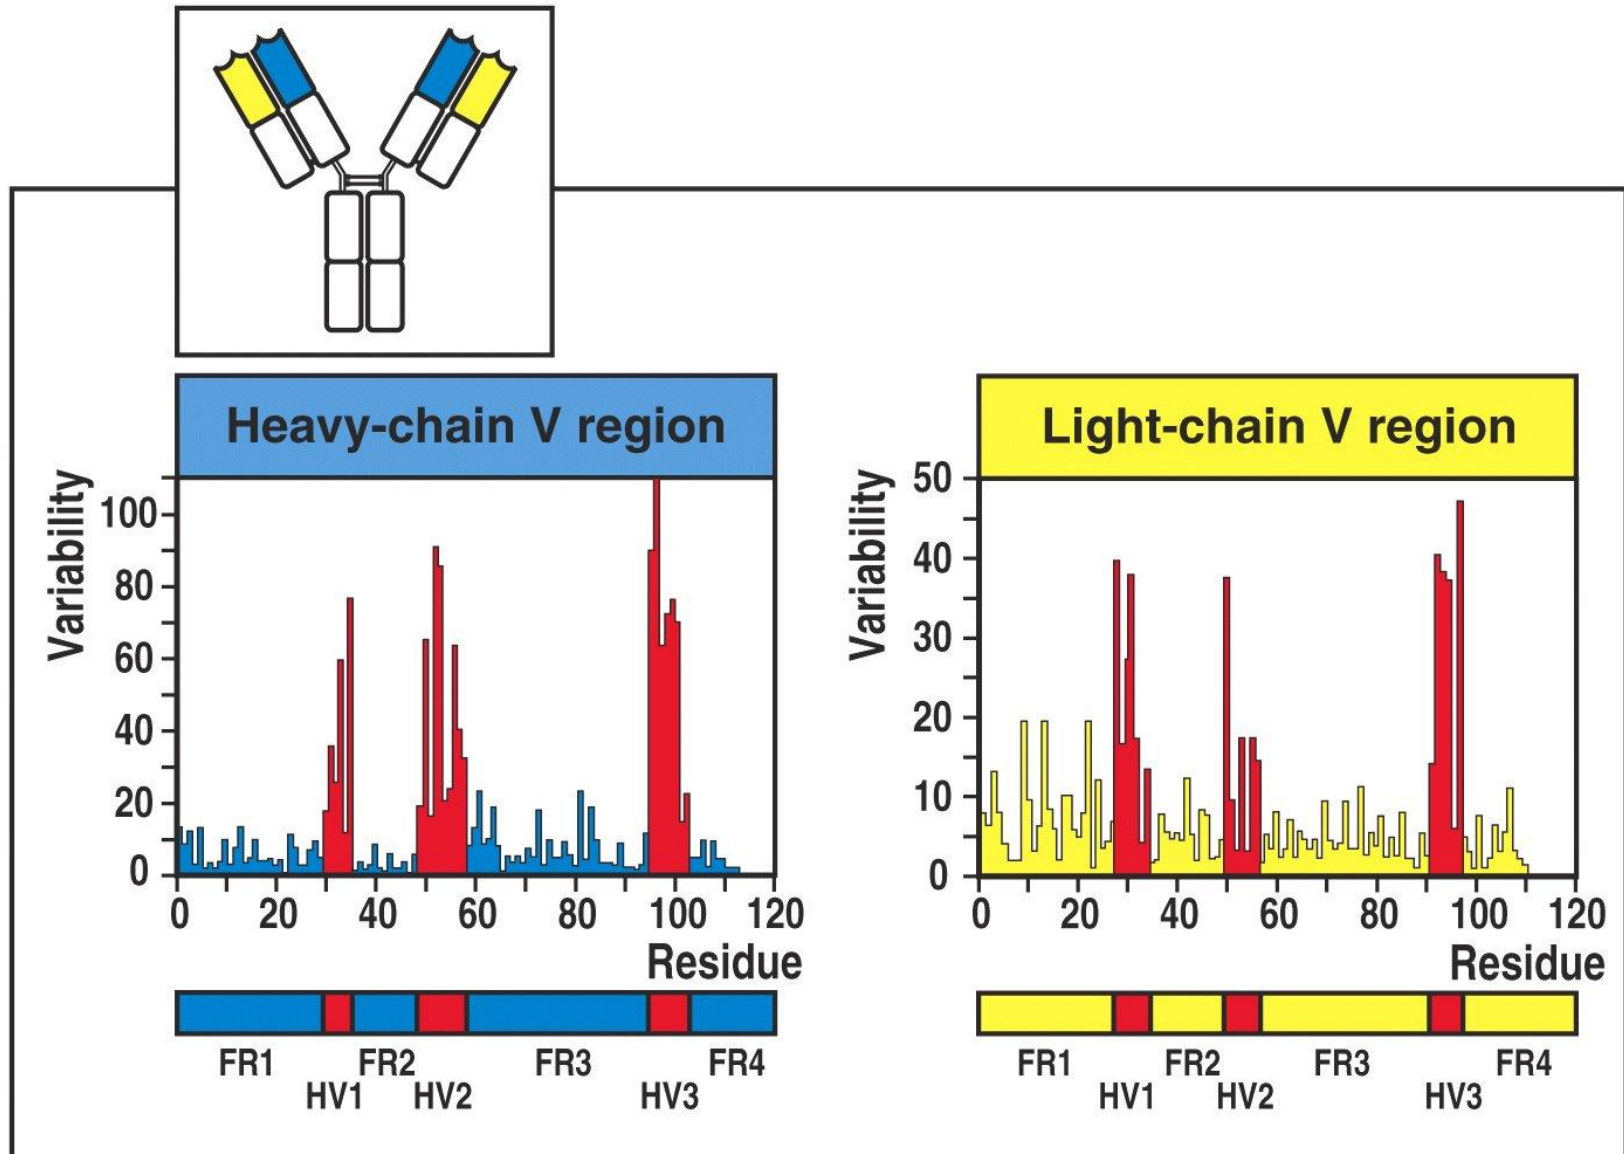 Heavy-chain V region
Variability
100
80
60
40
20
0
0 20 40 60 80 100 120
Residue
FR1 FR2 FR3 FR4
HV1 HV2 HV3
Light-chain V region
Variability
50
40
30
20
10
0
0 20 40 60 80 100 120
Residue
FR1 FR2 FR3 FR4
HV1 HV2 HV3